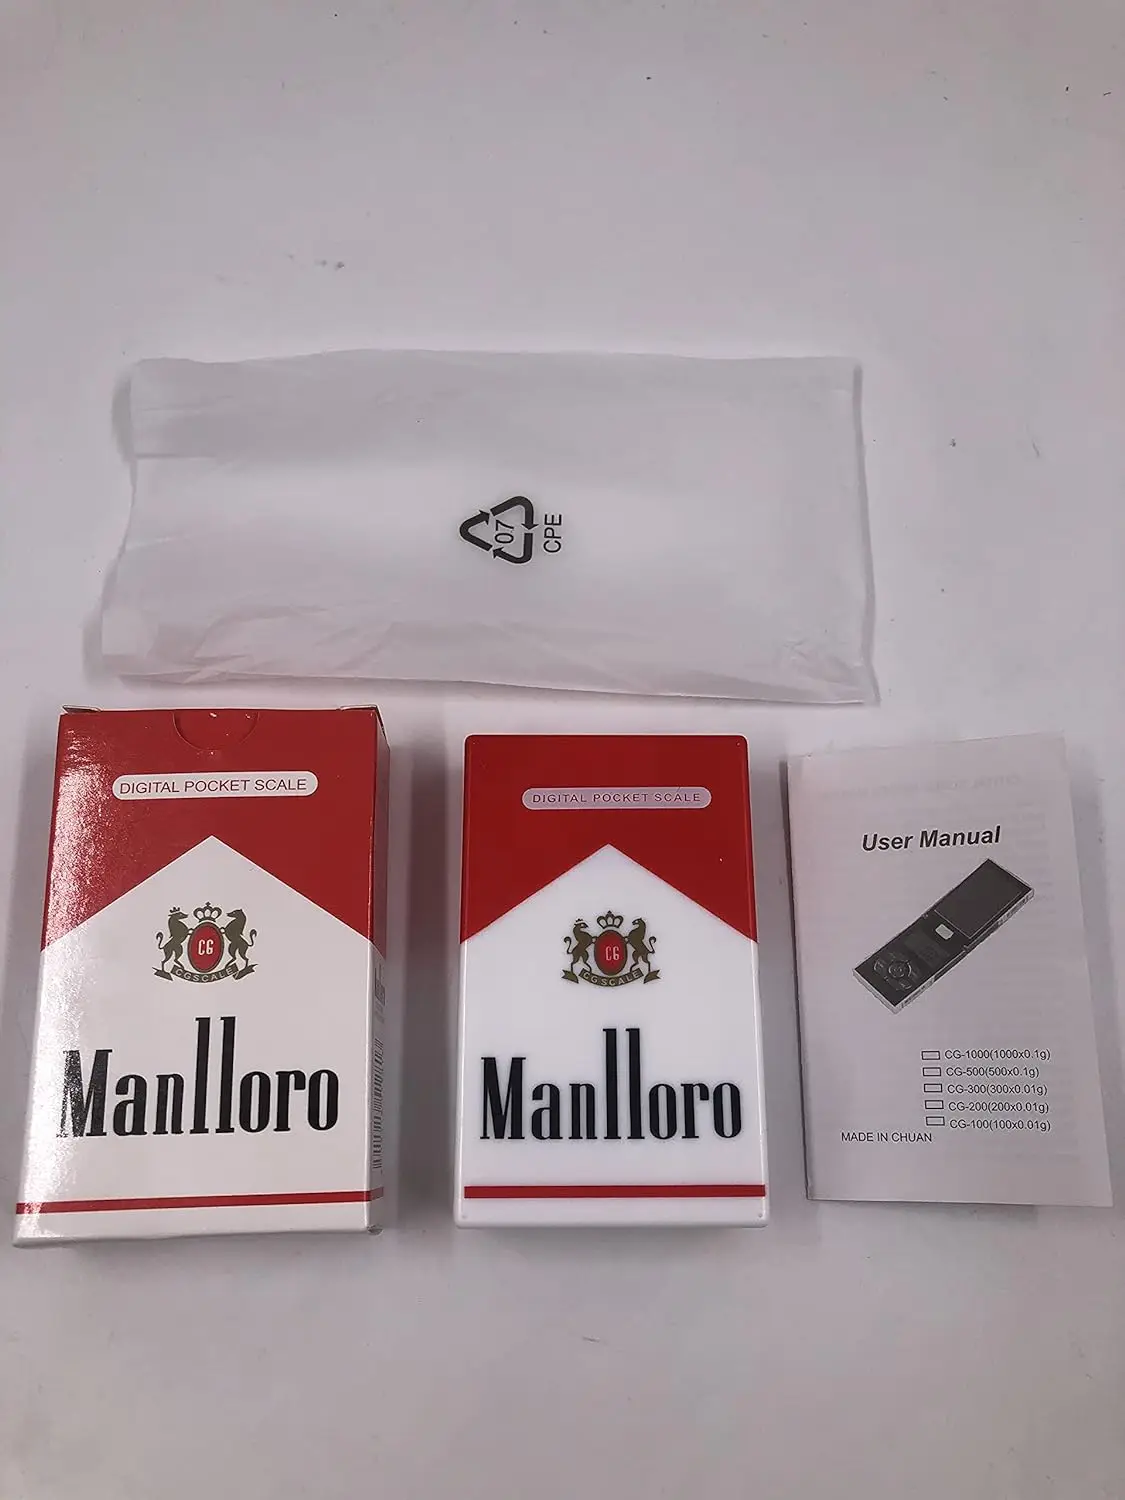 07
CPE
DIGITAL POCKET SCALE
CG
CGSCALE
Manlloro
DIGITAL POCKET SCALE
CG
CGSCALE
Manlloro
User Manual
CG-1000(1000x0.1g)
CG-500(500x0.1g)
CG-300(300x0.01g)
CG-200(200x0.01g)
CG-100(100x0.01g)
MADE IN CHUAN